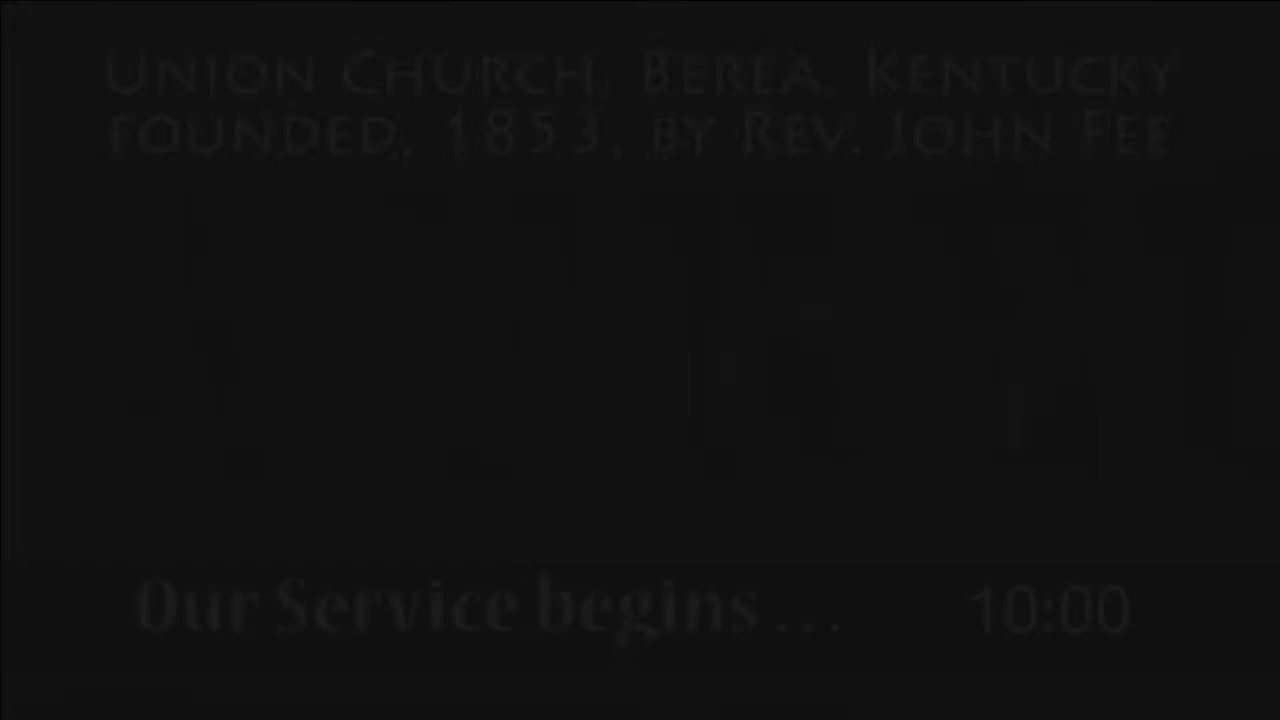 UNION CHURCH, BEREA, KENTUCKY
FOUNDED, 1853, BY REV. JOHN FEE
Our Service begins ... 10:00